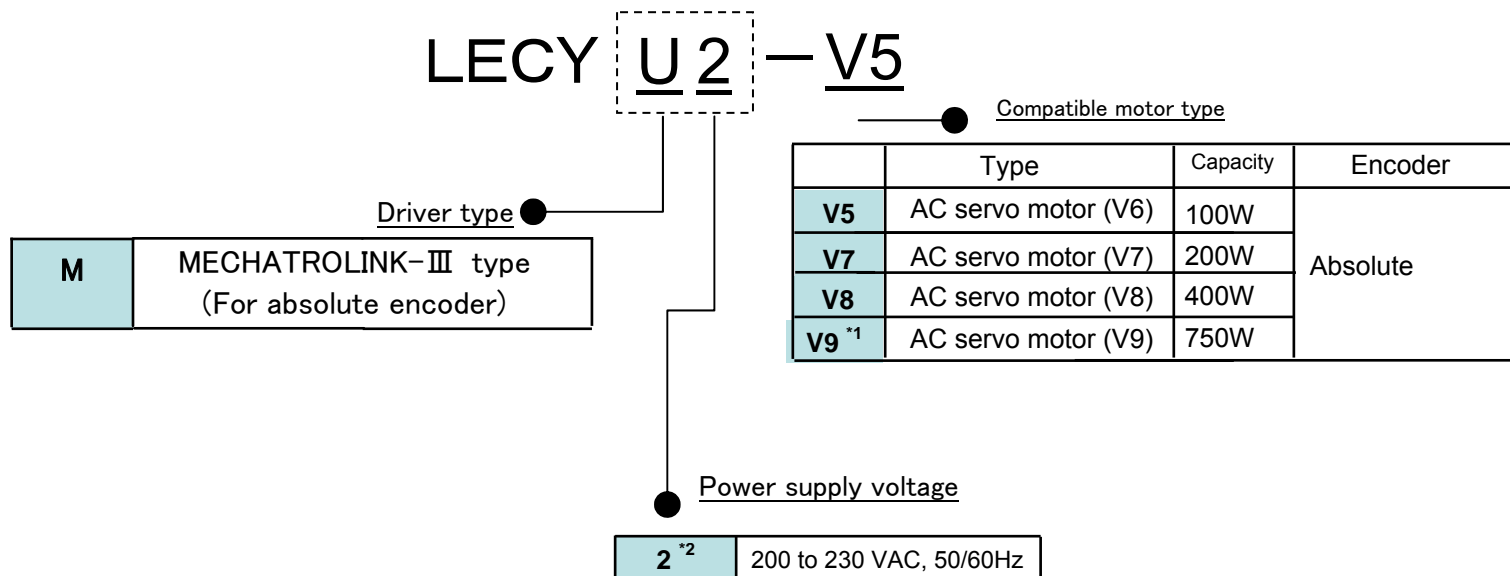 LECY U 2 － V5
Compatible motor type
Type Capacity Encoder
V5 AC servo motor (V6) 100W
V7 AC servo motor (V7) 200W
Absolute
V8 AC servo motor (V8) 400W
V9 *1 AC servo motor (V9) 750W
Driver type
M MECHATROLINK-Ⅲ type
(For absolute encoder)
Power supply voltage
2 *2 200 to 230 VAC, 50/60Hz